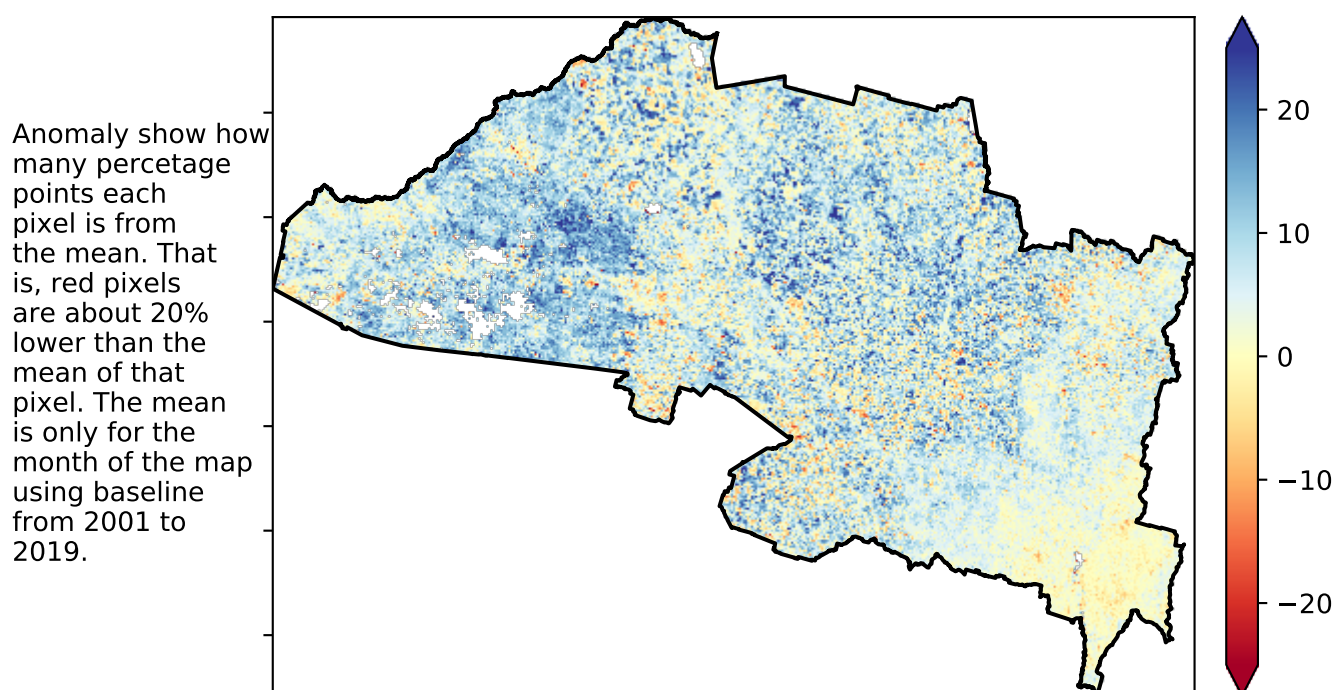 Anomaly show how
many percetage
points each
pixel is from
the mean. That
is, red pixels
are about 20%
lower than the
mean of that
pixel. The mean
is only for the
month of the map
using baseline
from 2001 to
2019.
20
10
0
−10
−20